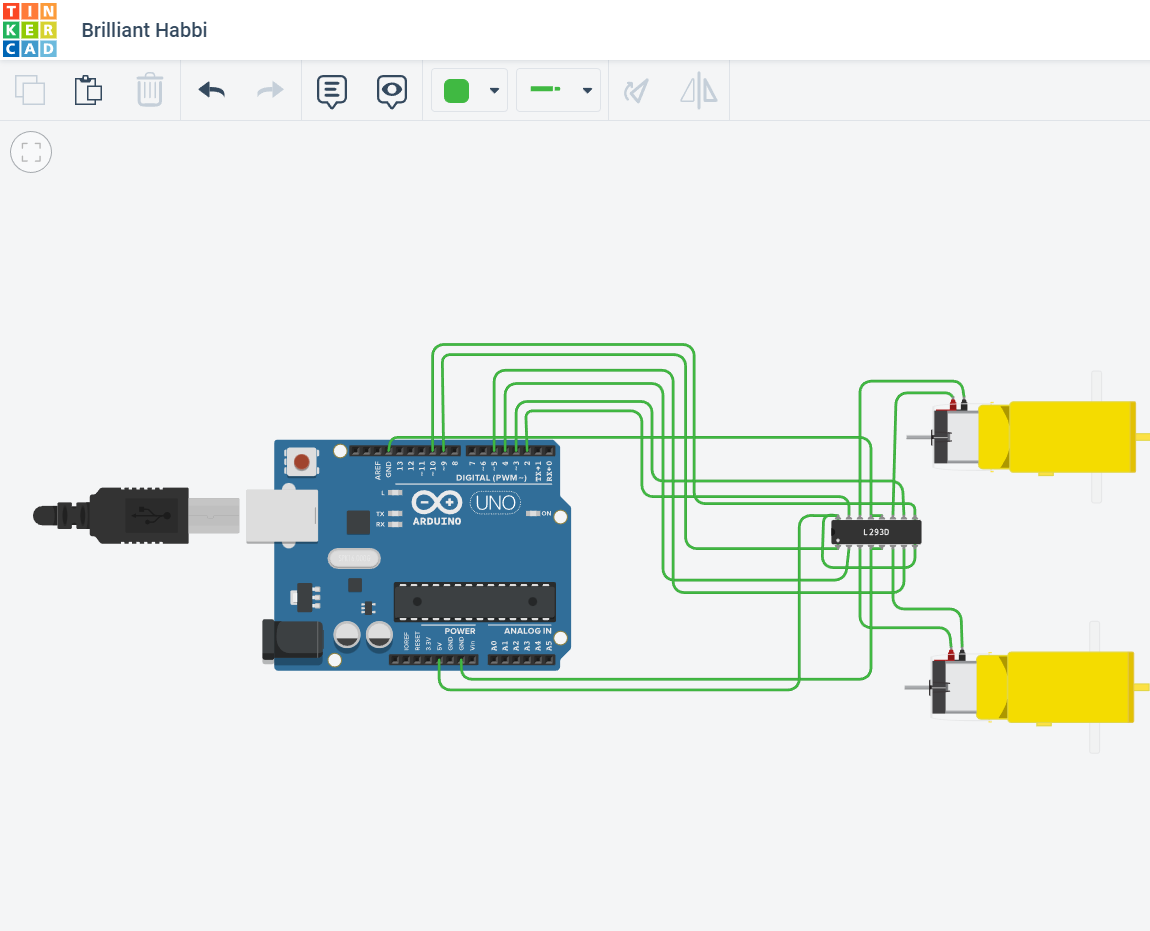 TIN
KER
CAD
Brilliant Habbi
AREF
GND
13
12
~11
~10
~9
8
7
~6
~5
4
~3
2
TX→1
RX←0
DIGITAL (PWM~)
L
TX
RX
ARDUINO
UNO
ON
L293D
POWER
ANALOG IN
IOREF
RESET
3.3V
5V
GND
GND
Vin
A0
A1
A2
A3
A4
A5